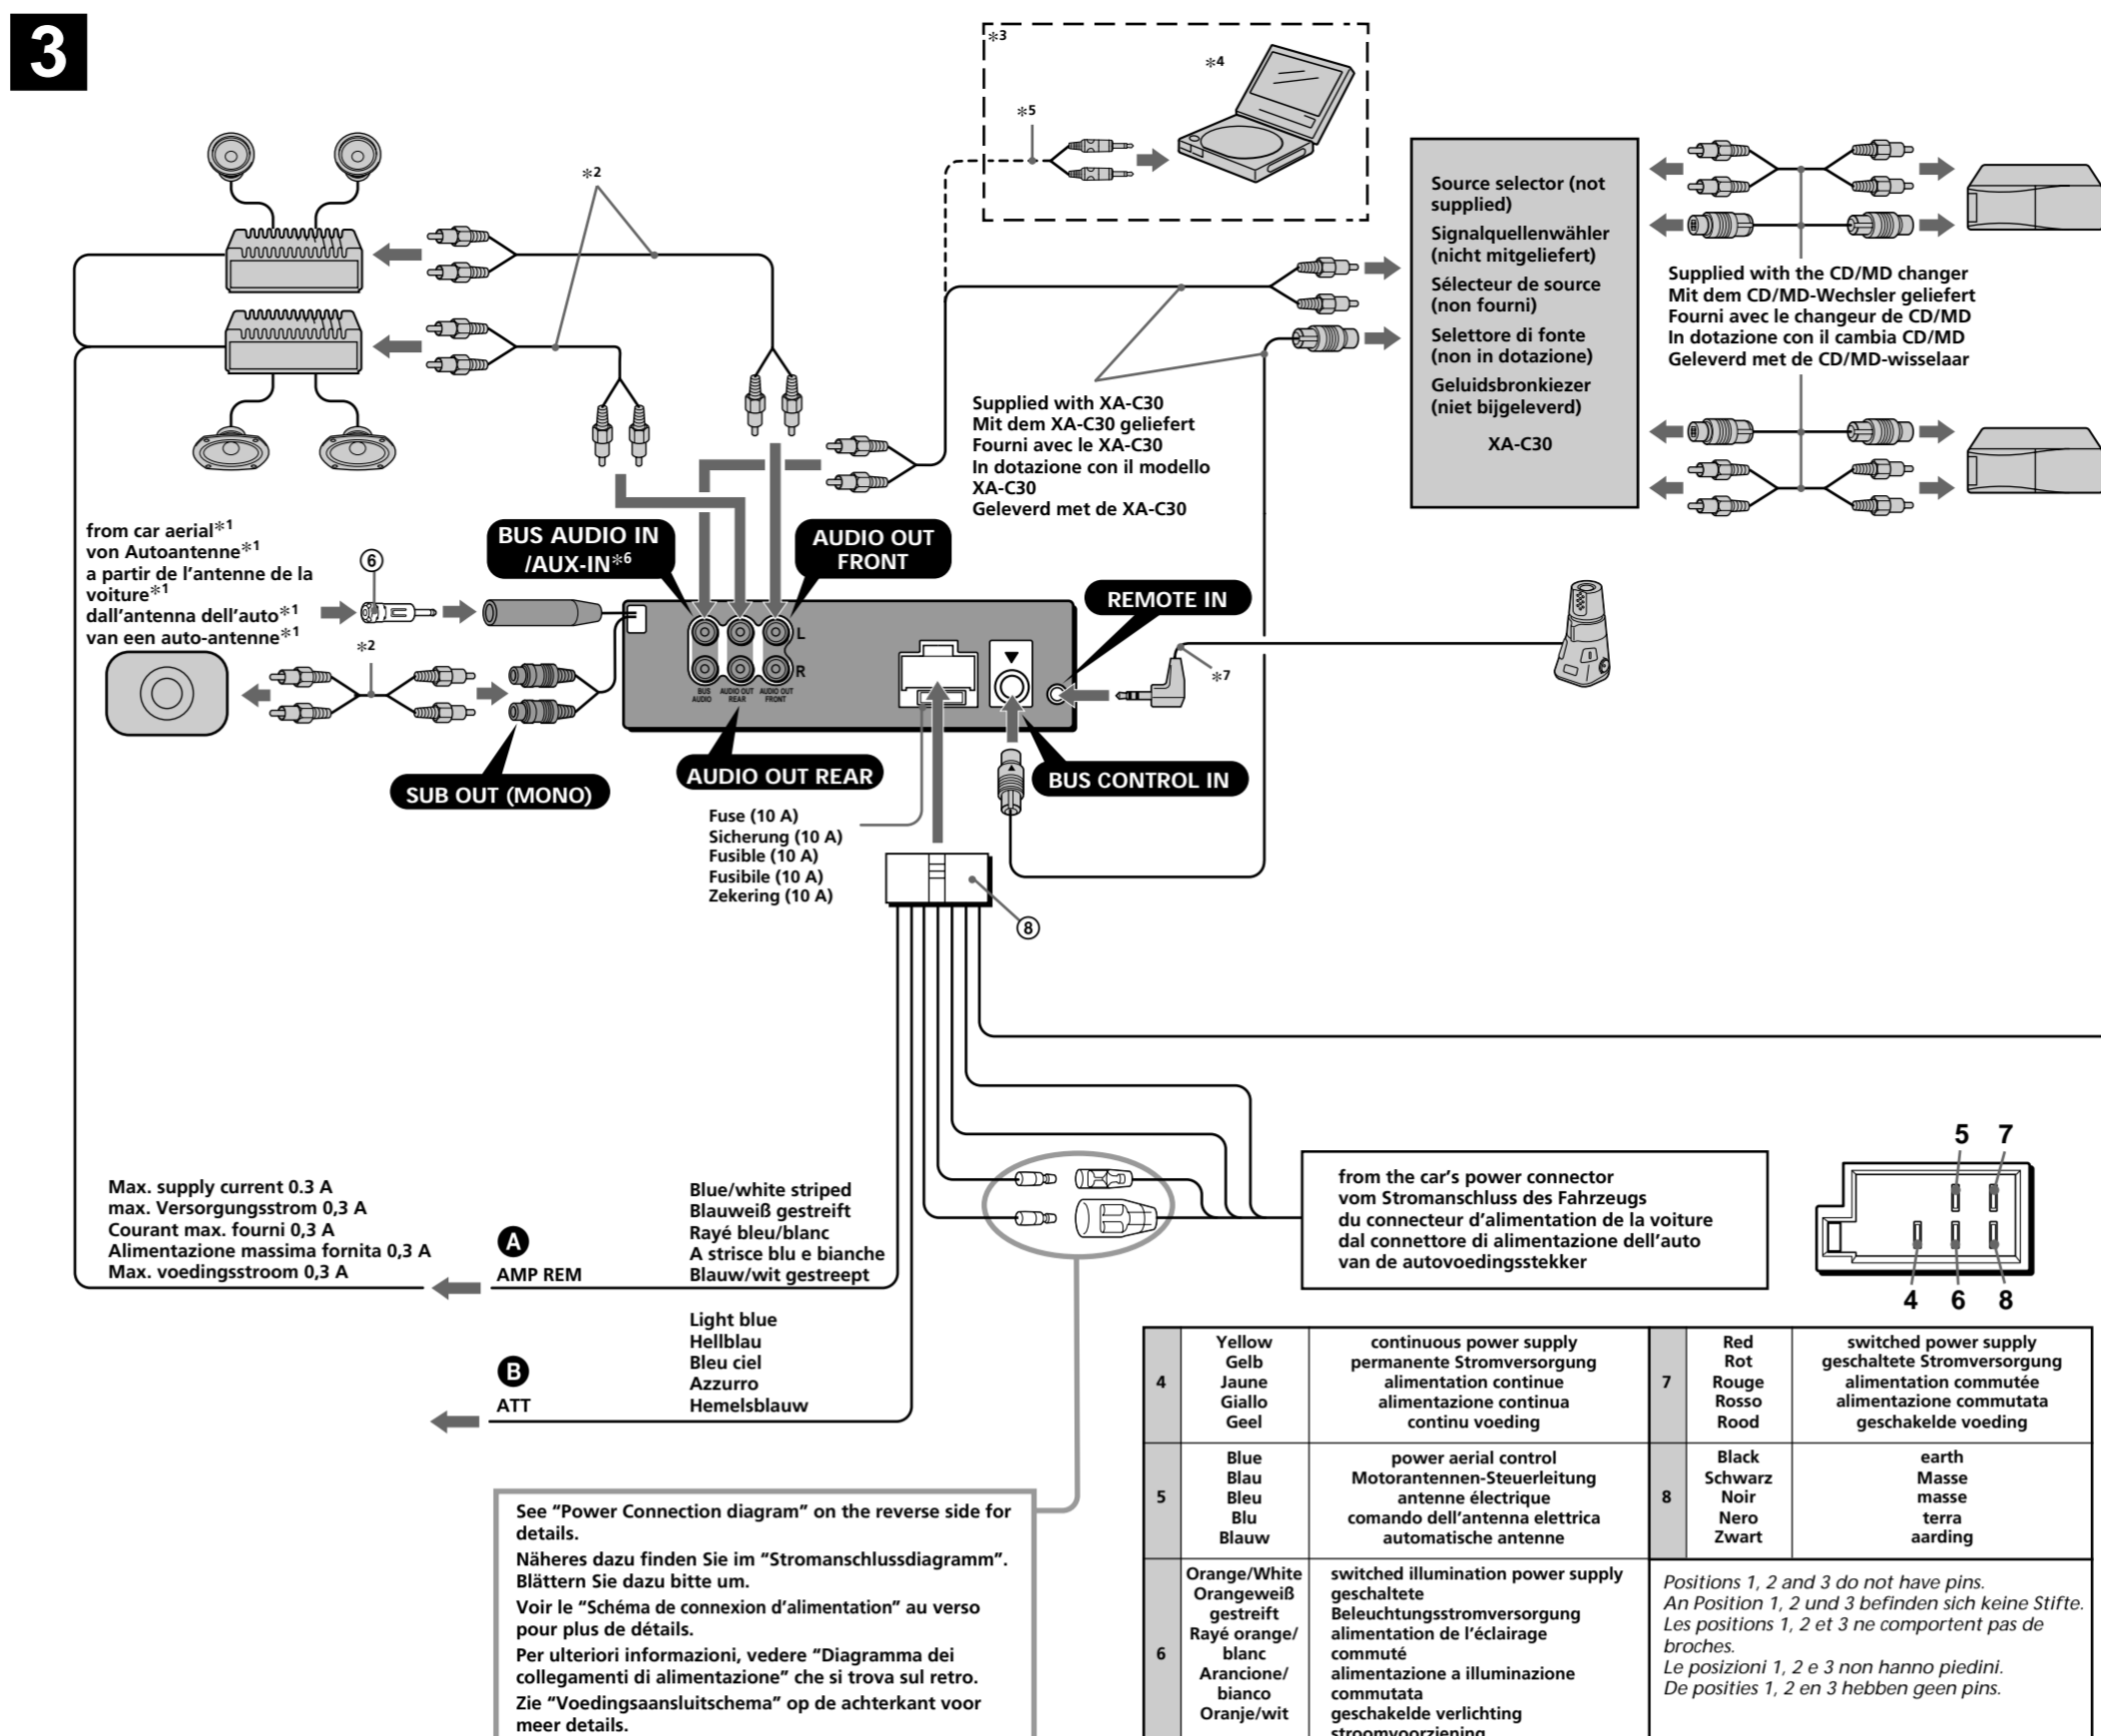 3
*3
*4
*5
*2
Source selector (not
supplied)
Signalquellenwähler
(nicht mitgeliefert)
Sélecteur de source
(non fourni)
Selettore di fonte
(non in dotazione)
Geluidsbronkiezer
(niet bijgeleverd)
XA-C30
Supplied with the CD/MD changer
Mit dem CD/MD-Wechsler geliefert
Fourni avec le changeur de CD/MD
In dotazione con il cambia CD/MD
Geleverd met de CD/MD-wisselaar
Supplied with XA-C30
Mit dem XA-C30 geliefert
Fourni avec le XA-C30
In dotazione con il modello
XA-C30
Geleverd met de XA-C30
from car aerial*1
von Autoantenne*1
a partir de l'antenne de la
voiture*1
dall'antenna dell'auto*1
van een auto-antenne*1
⑥
BUS AUDIO IN
/AUX-IN*6
AUDIO OUT
FRONT
REMOTE IN
*2
L
R
BUS
AUDIO
AUDIO OUT
REAR
AUDIO OUT
FRONT
*7
SUB OUT (MONO)
AUDIO OUT REAR
BUS CONTROL IN
Fuse (10 A)
Sicherung (10 A)
Fusible (10 A)
Fusibile (10 A)
Zekering (10 A)
⑧
Max. supply current 0.3 A
max. Versorgungsstrom 0,3 A
Courant max. fourni 0,3 A
Alimentazione massima fornita 0,3 A
Max. voedingsstroom 0,3 A
A
AMP REM
Blue/white striped
Blauweiß gestreift
Rayé bleu/blanc
A strisce blu e bianche
Blauw/wit gestreept
B
ATT
Light blue
Hellblau
Bleu ciel
Azzurro
Hemelsblauw
from the car's power connector
vom Stromanschluss des Fahrzeugs
du connecteur d'alimentation de la voiture
dal connettore di alimentazione dell'auto
van de autovoedingsstekker
5 7
4 6 8
See "Power Connection diagram" on the reverse side for
details.
Näheres dazu finden Sie im "Stromanschlussdiagramm".
Blättern Sie dazu bitte um.
Voir le "Schéma de connexion d'alimentation" au verso
pour plus de détails.
Per ulteriori informazioni, vedere "Diagramma dei
collegamenti di alimentazione" che si trova sul retro.
Zie "Voedingsaansluitschema" op de achterkant voor
meer details.
4
Yellow
Gelb
Jaune
Giallo
Geel
continuous power supply
permanente Stromversorgung
alimentation continue
alimentazione continua
continu voeding
7
Red
Rot
Rouge
Rosso
Rood
switched power supply
geschaltete Stromversorgung
alimentation commutée
alimentazione commutata
geschakelde voeding
5
Blue
Blau
Bleu
Blu
Blauw
power aerial control
Motorantennen-Steuerleitung
antenne électrique
comando dell'antenna elettrica
automatische antenne
8
Black
Schwarz
Noir
Nero
Zwart
earth
Masse
masse
terra
aarding
6
Orange/White
Orangeweiß
gestreift
Rayé orange/
blanc
Arancione/
bianco
Oranje/wit
switched illumination power supply
geschaltete
Beleuchtungsstromversorgung
alimentation de l'éclairage
commuté
alimentazione a illuminazione
commutata
geschakelde verlichting
stroomvoorziening
Positions 1, 2 and 3 do not have pins.
An Position 1, 2 und 3 befinden sich keine Stifte.
Les positions 1, 2 et 3 ne comportent pas de
broches.
Le posizioni 1, 2 e 3 non hanno piedini.
De posities 1, 2 en 3 hebben geen pins.